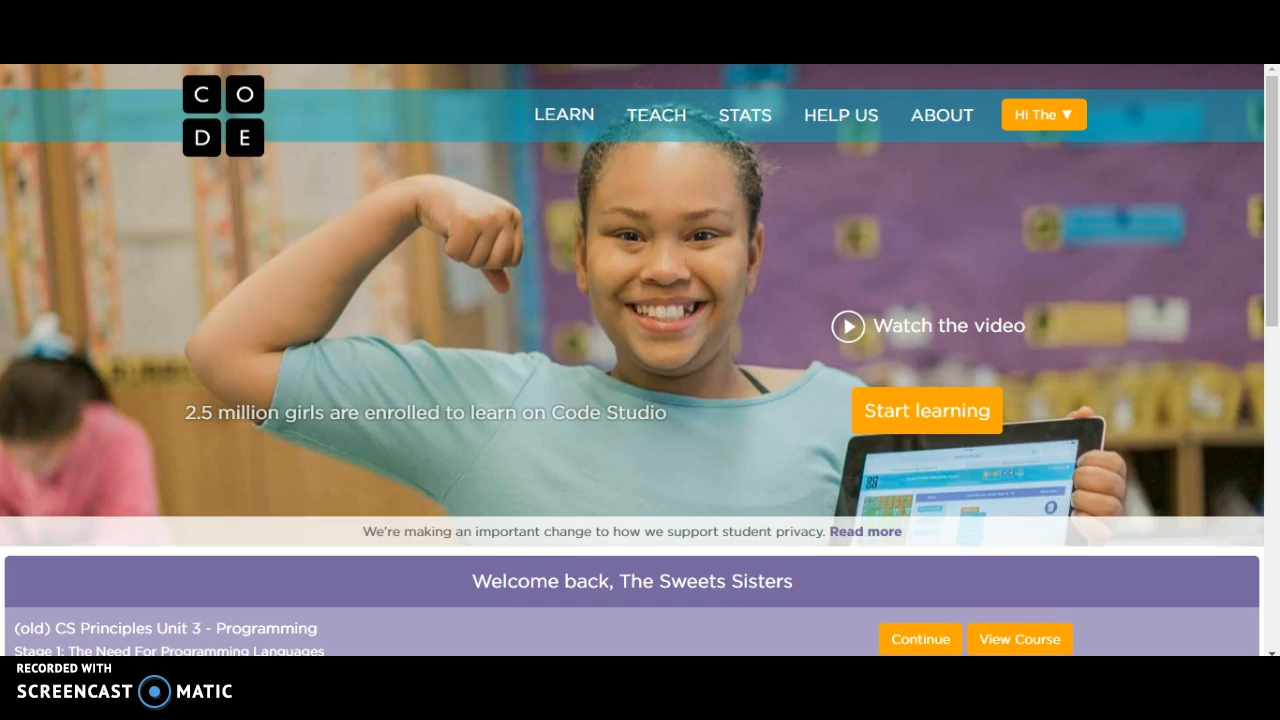 C O
D E
LEARN TEACH STATS HELP US ABOUT Hi The ▼
Watch the video
2.5 million girls are enrolled to learn on Code Studio
Start learning
We're making an important change to how we support student privacy. Read more
Welcome back, The Sweets Sisters
(old) CS Principles Unit 3 - Programming
Continue View Course
Stage 1: The Need For Programming Languages
RECORDED WITH
SCREENCAST MATIC